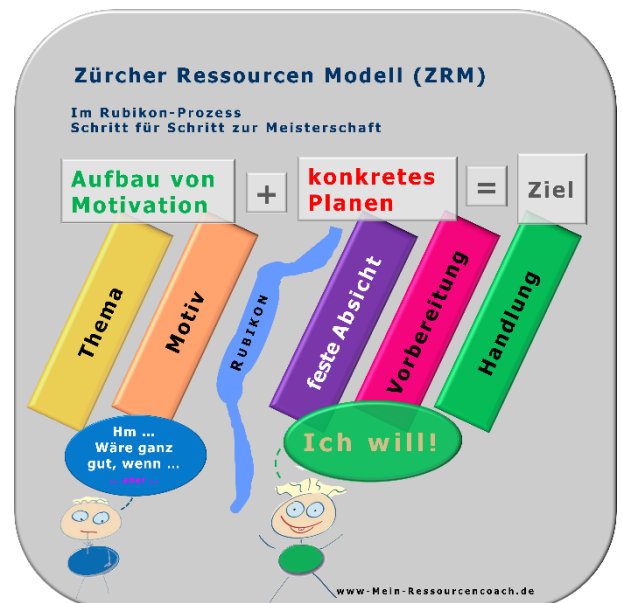 Zürcher Ressourcen Modell (ZRM)
Im Rubikon-Prozess
Schritt für Schritt zur Meisterschaft
Aufbau von
Motivation
+
konkretes
Planen
=
Ziel
Thema
Motiv
RUBIKON
feste Absicht
Vorbereitung
Handlung
Hm ...
Wäre ganz
gut, wenn ...
... aber ...
Ich will!
www-Mein-Ressourcencoach.de